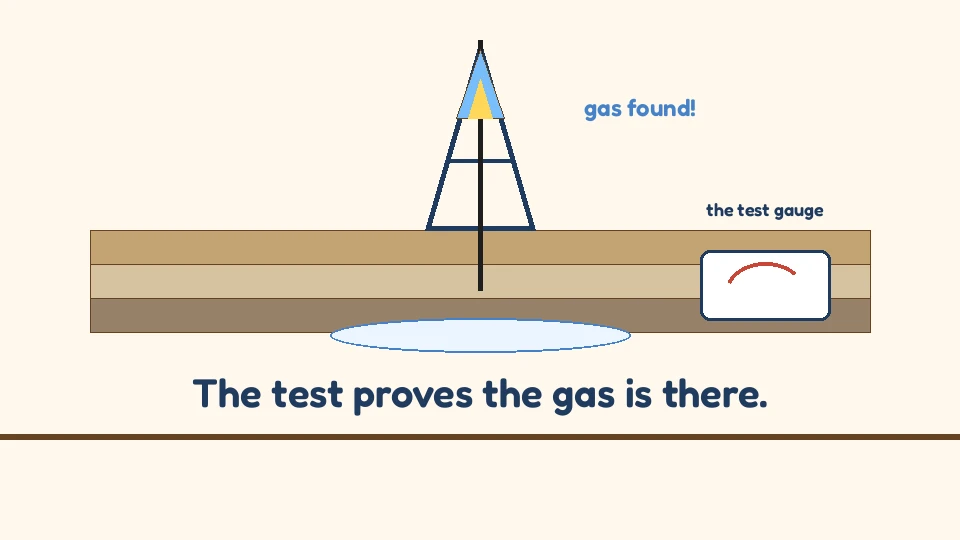 gas found!
the test gauge
The test proves the gas is there.